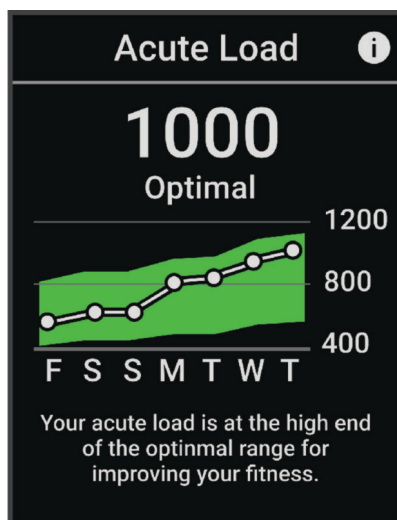 Acute Load i
1000
Optimal
1200
800
400
F S S M T W T
Your acute load is at the high end
of the optinmal range for
improving your fitness.